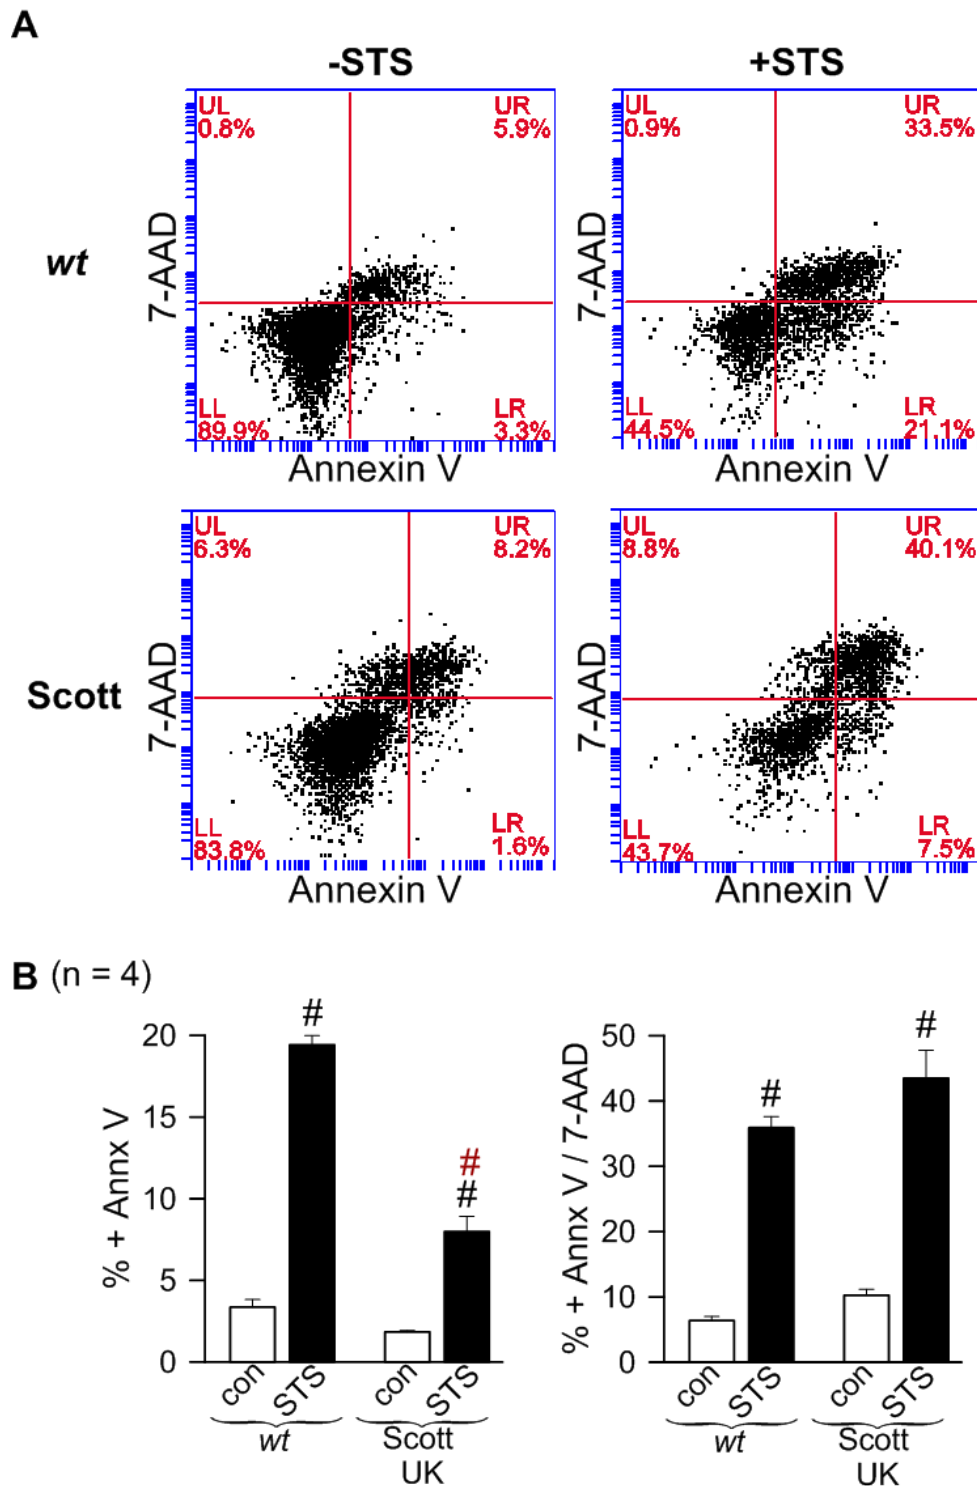 A
-STS
+STS
wt
7-AAD
UL
0.8%
UR
5.9%
LL
89.9%
LR
3.3%
Annexin V
7-AAD
UL
0.9%
UR
33.5%
LL
44.5%
LR
21.1%
Annexin V
Scott
7-AAD
UL
6.3%
UR
8.2%
LL
83.8%
LR
1.6%
Annexin V
7-AAD
UL
8.8%
UR
40.1%
LL
43.7%
LR
7.5%
Annexin V
B (n = 4)
% + Annx V
20
15
10
5
0
#
#
#
con
STS
con
STS
wt
Scott
UK
% + Annx V / 7-AAD
50
40
30
20
10
0
#
#
con
STS
con
STS
wt
Scott
UK